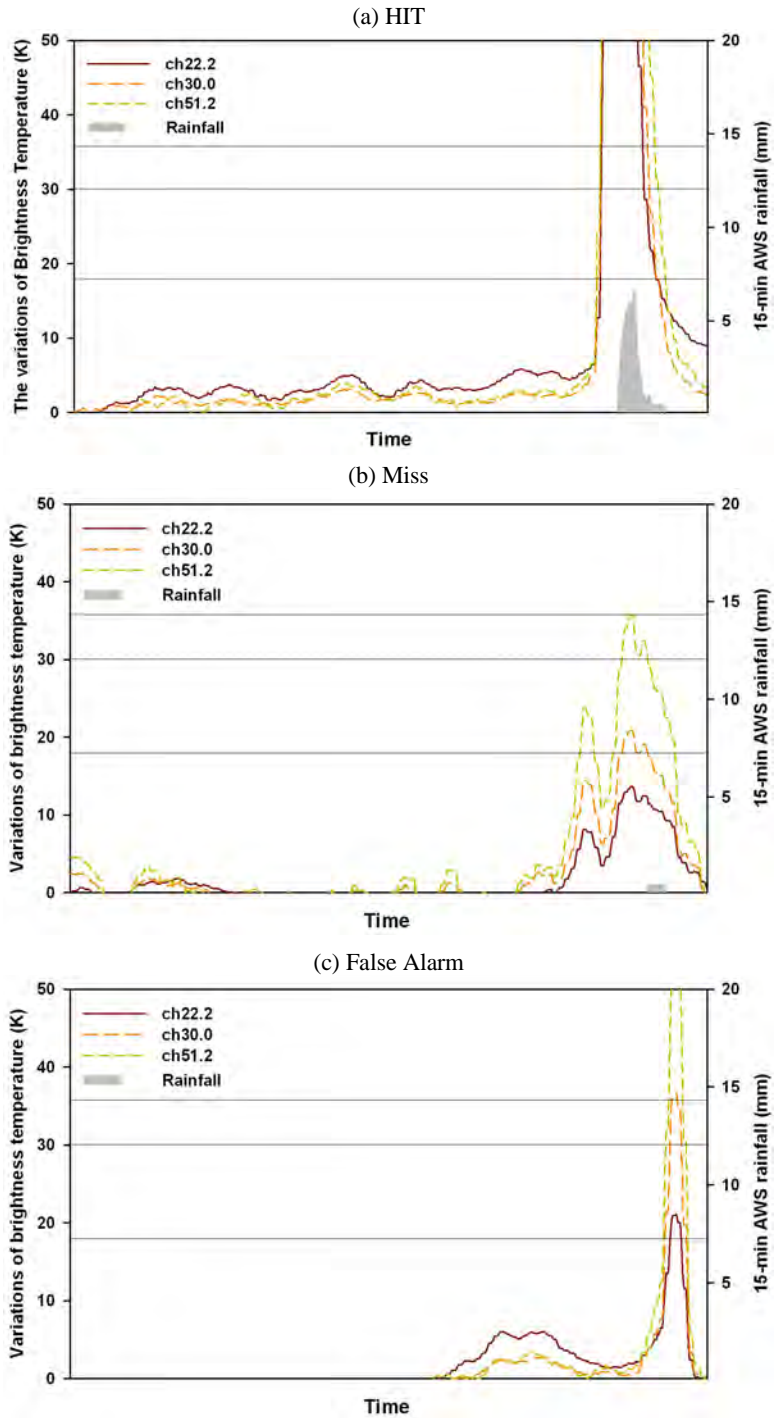 (a) HIT
The variations of Brightness Temperature (K)
50
40
30
20
10
0
ch22.2
ch30.0
ch51.2
Rainfall
20
15
10
5
15-min AWS rainfall (mm)
Time
(b) Miss
Variations of brightness temperature (K)
50
40
30
20
10
0
ch22.2
ch30.0
ch51.2
Rainfall
20
15
10
5
15-min AWS rainfall (mm)
Time
(c) False Alarm
Variations of brightness temperature (K)
50
40
30
20
10
0
ch22.2
ch30.0
ch51.2
Rainfall
20
15
10
5
15-min AWS rainfall (mm)
Time